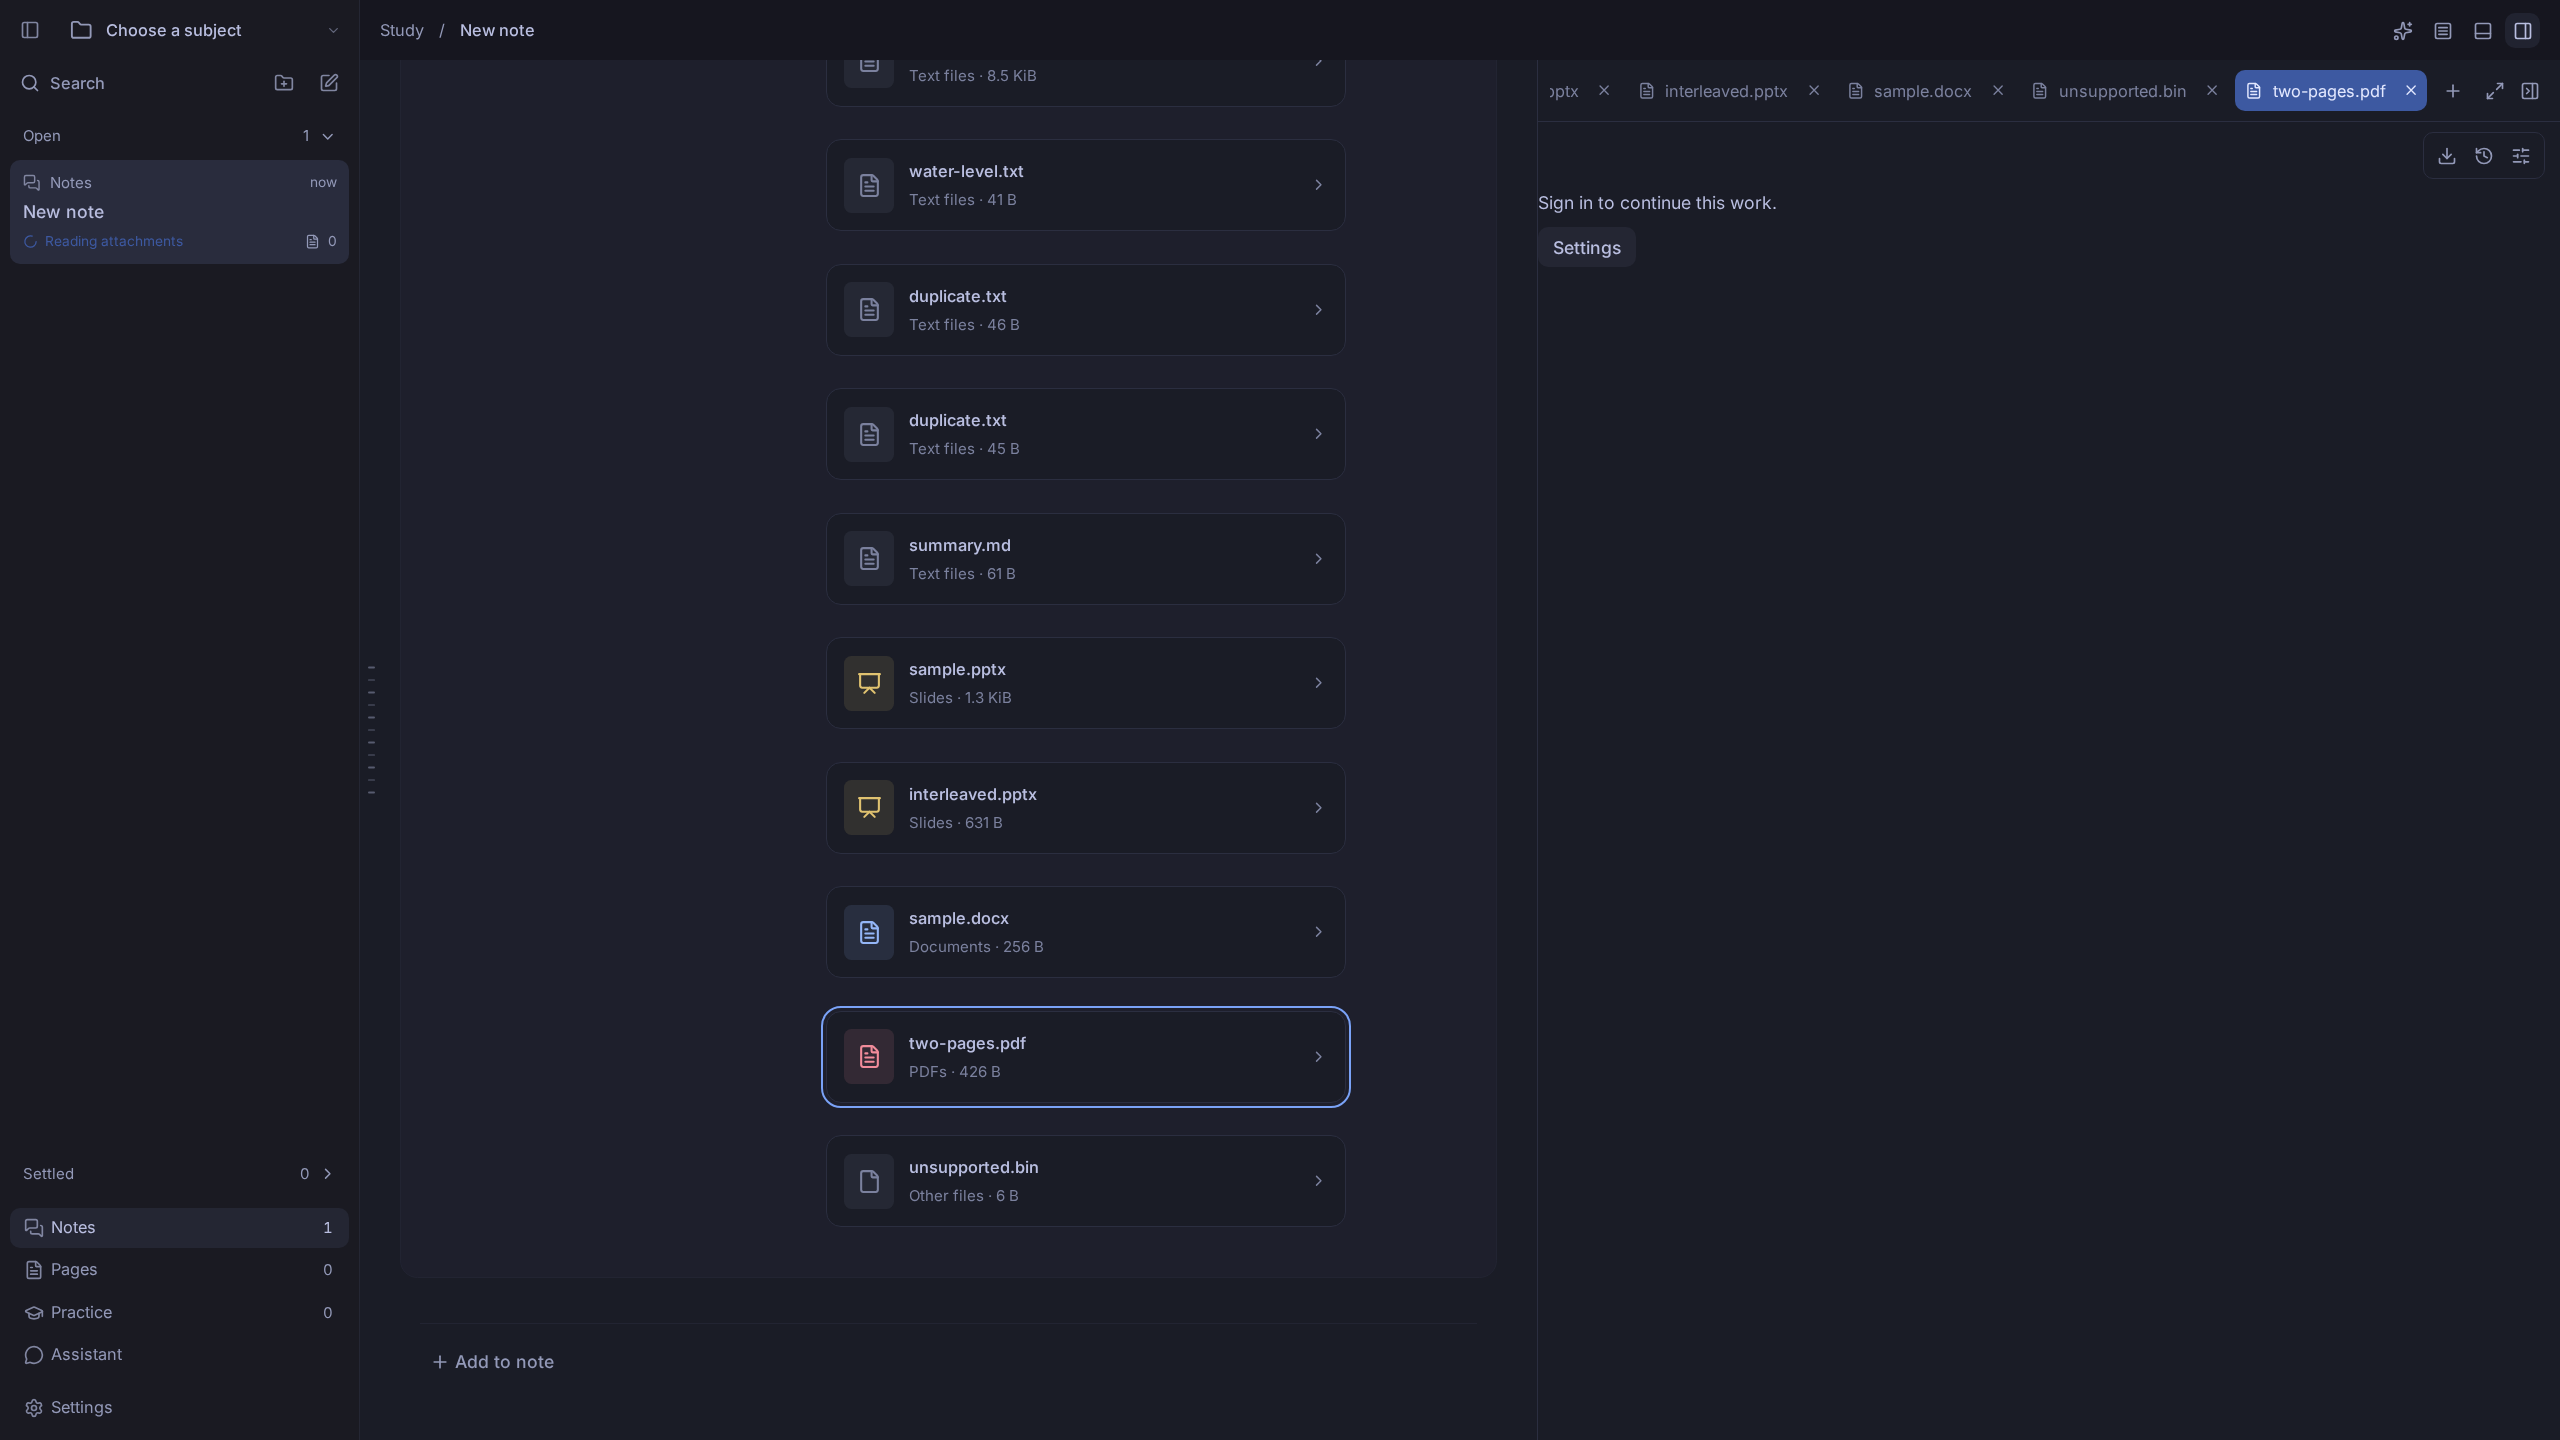 Choose a subject
Search
Open 1
Notes now
New note
Reading attachments 0
Settled 0
Notes 1
Pages 0
Practice 0
Assistant
Settings
Study / New note
Text files · 8.5 KiB
water-level.txt
Text files · 41 B
duplicate.txt
Text files · 46 B
duplicate.txt
Text files · 45 B
summary.md
Text files · 61 B
sample.pptx
Slides · 1.3 KiB
interleaved.pptx
Slides · 631 B
sample.docx
Documents · 256 B
two-pages.pdf
PDFs · 426 B
unsupported.bin
Other files · 6 B
Add to note
pptx interleaved.pptx sample.docx unsupported.bin two-pages.pdf
Sign in to continue this work.
Settings